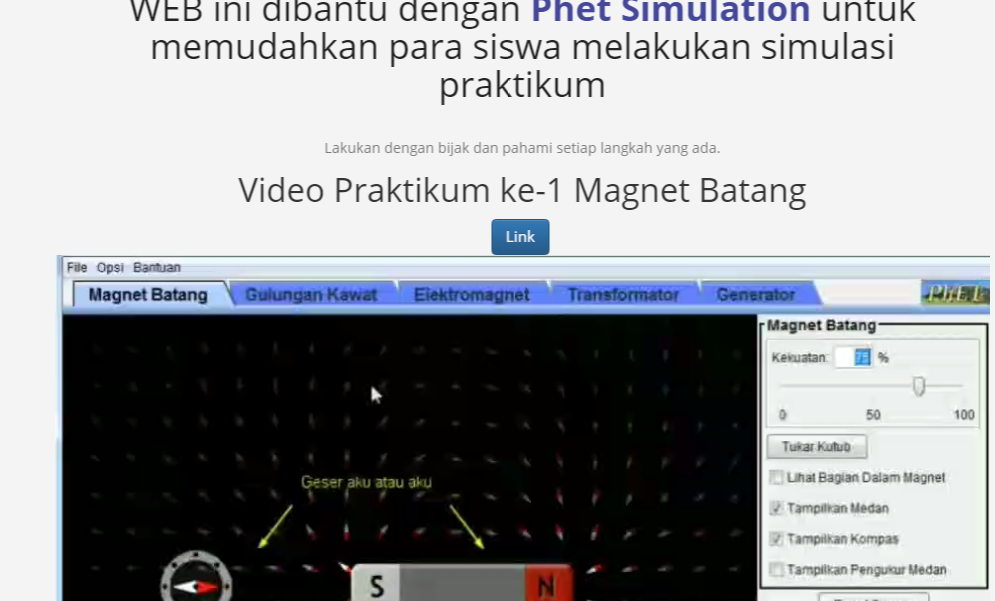 WEB ini dibantu dengan Phet Simulation untuk
memudahkan para siswa melakukan simulasi
praktikum
Lakukan dengan bijak dan pahami setiap langkah yang ada.
Video Praktikum ke-1 Magnet Batang
Link
File Opsi Bantuan
Magnet Batang Gulungan Kawat Elektromagnet Transformator Generator PhET
Magnet Batang
Kekuatan: 75 %
0 50 100
Tukar Kutub
Lihat Bagian Dalam Magnet
Tampilkan Medan
Tampilkan Kompas
Tampilkan Pengukur Medan
Geser aku atau aku
S N